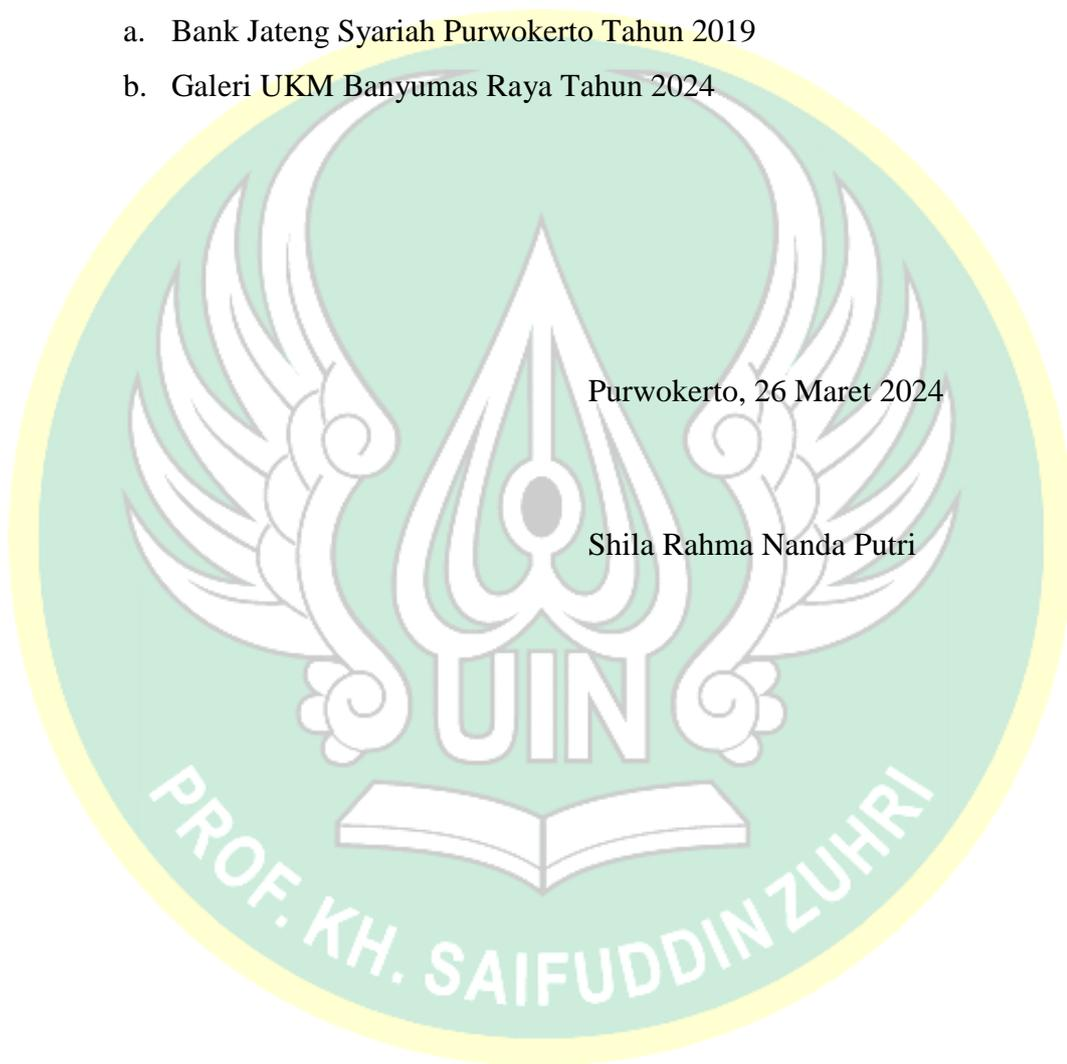 a. Bank Jateng Syariah Purwokerto Tahun 2019
b. Galeri UKM Banyumas Raya Tahun 2024
Purwokerto, 26 Maret 2024
Shila Rahma Nanda Putri
UIN
PROF. KH. SAIFUDDIN ZUHRI